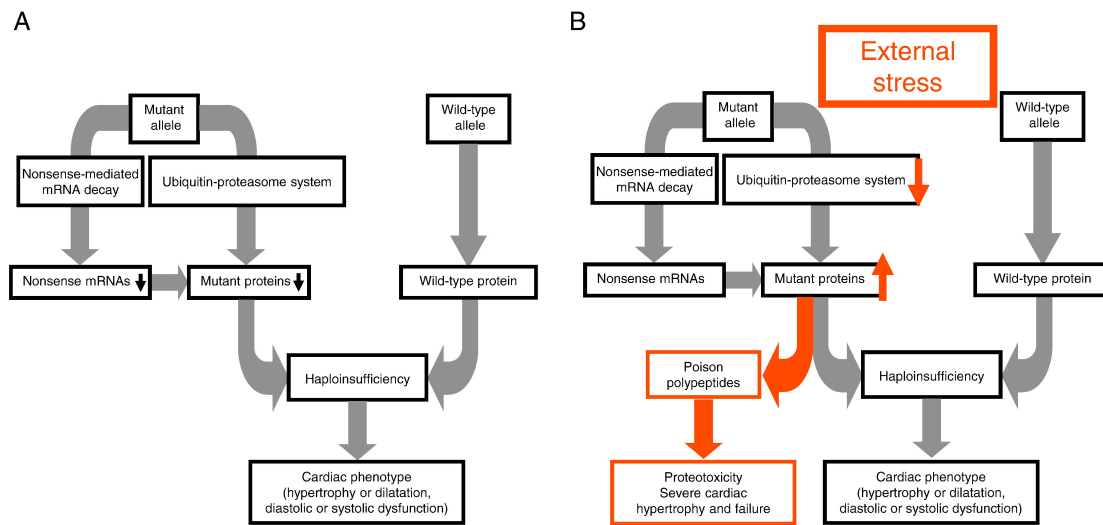 A
Mutant
allele
Wild-type
allele
Nonsense-mediated
mRNA decay
Ubiquitin-proteasome system
Nonsense mRNAs
Mutant proteins
Wild-type protein
Haploinsufficiency
Cardiac phenotype
(hypertrophy or dilatation,
diastolic or systolic dysfunction)
B
External
stress
Mutant
allele
Wild-type
allele
Nonsense-mediated
mRNA decay
Ubiquitin-proteasome system
Nonsense mRNAs
Mutant proteins
Wild-type protein
Poison
polypeptides
Haploinsufficiency
Proteotoxicity
Severe cardiac
hypertrophy and failure
Cardiac phenotype
(hypertrophy or dilatation,
diastolic or systolic dysfunction)